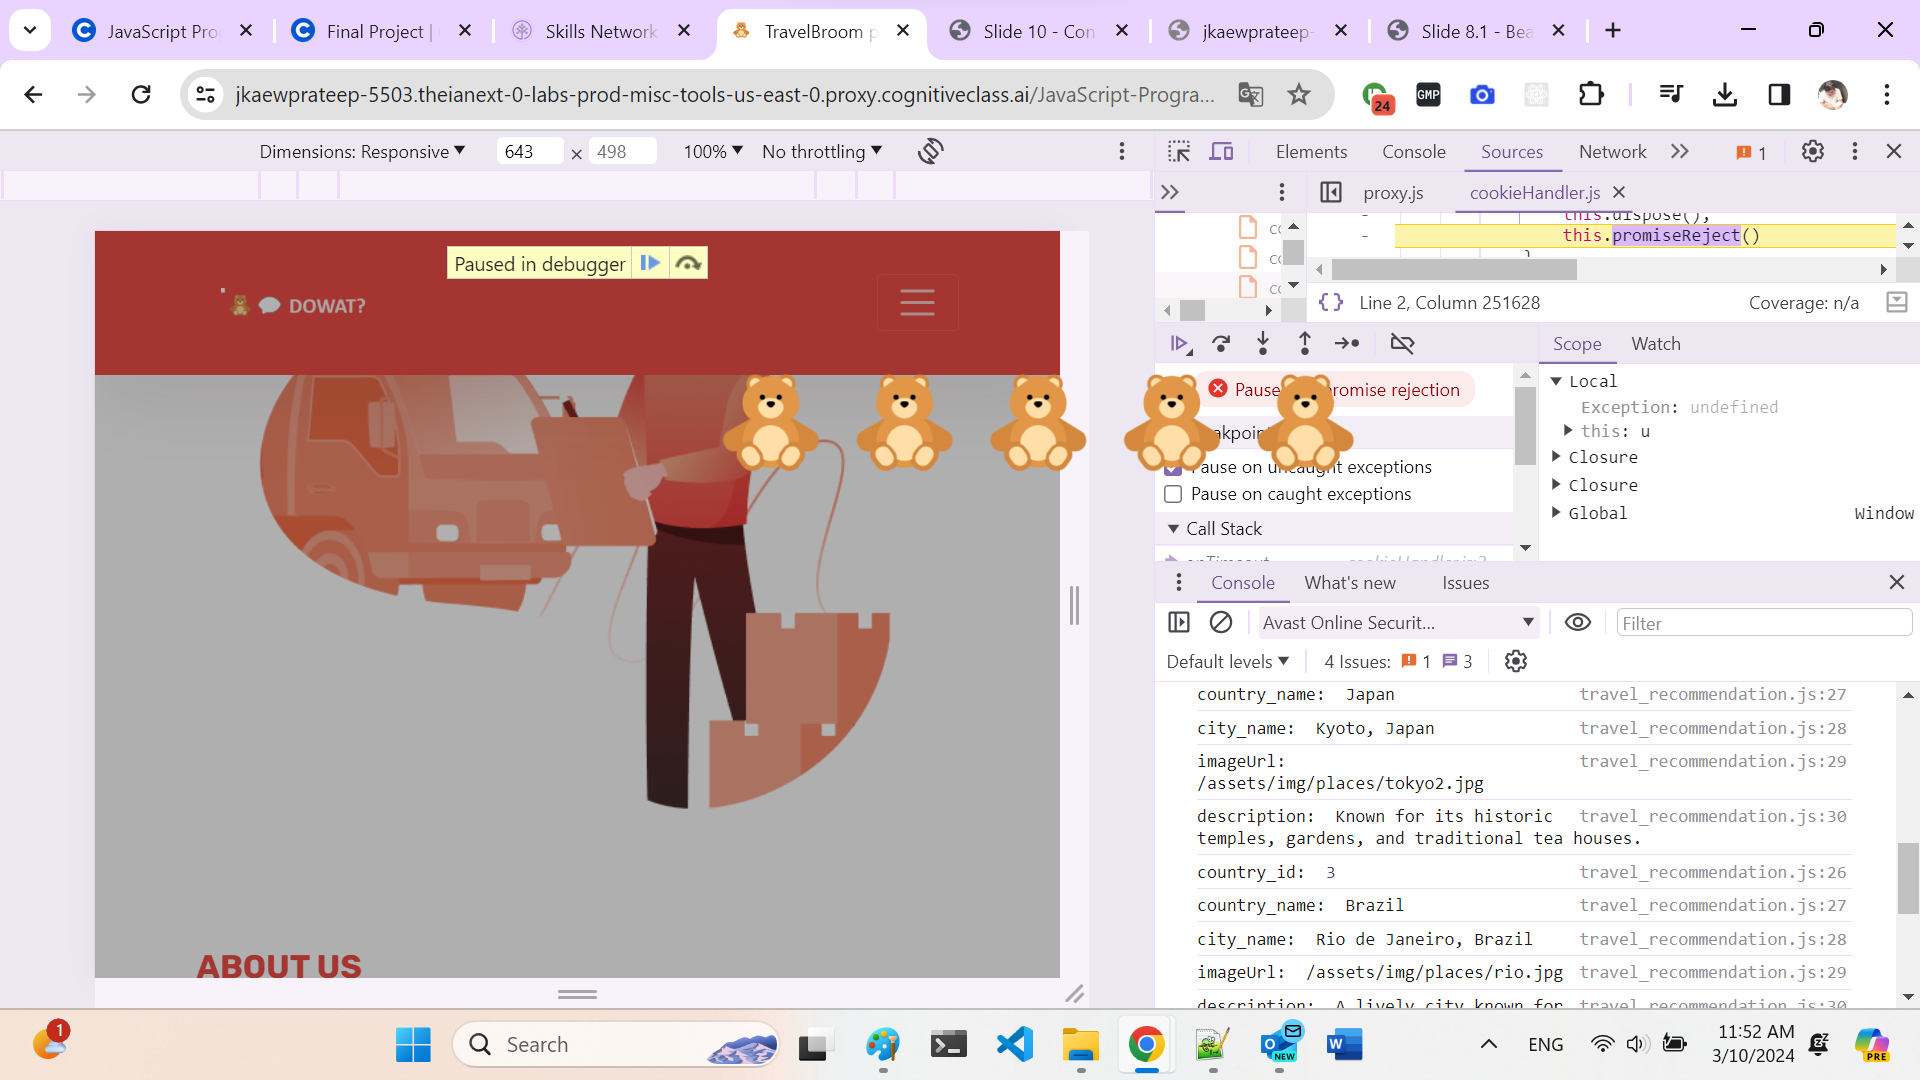 JavaScript Pro
Final Project |
Skills Network
TravelBroom p
Slide 10 - Con
jkaewprateep-
Slide 8.1 - Bea
jkaewprateep-5503.theianext-0-labs-prod-misc-tools-us-east-0.proxy.cognitiveclass.ai/JavaScript-Progra...
24
GMP
Dimensions: Responsive
643 × 498
100%
No throttling
Elements
Console
Sources
Network
1
proxy.js
cookieHandler.js
this.dispose(),
this.promiseReject()
Line 2, Column 251628
Coverage: n/a
Scope
Watch
Paused in debugger
DOWAT?
Pause on uncaught exceptions
Pause on caught exceptions
Call Stack
Local
Exception: undefined
this: u
Closure
Closure
Global
Window
Console
What's new
Issues
Avast Online Securit...
Filter
Default levels
4 Issues: 1 3
country_name: Japan travel_recommendation.js:27
city_name: Kyoto, Japan travel_recommendation.js:28
imageUrl: travel_recommendation.js:29
/assets/img/places/tokyo2.jpg
description: Known for its historic travel_recommendation.js:30
temples, gardens, and traditional tea houses.
country_id: 3 travel_recommendation.js:26
country_name: Brazil travel_recommendation.js:27
city_name: Rio de Janeiro, Brazil travel_recommendation.js:28
imageUrl: /assets/img/places/rio.jpg travel_recommendation.js:29
description: A lively city known for travel_recommendation.js:30
ABOUT US
1
Search
NEW
ENG
11:52 AM
3/10/2024
PRE